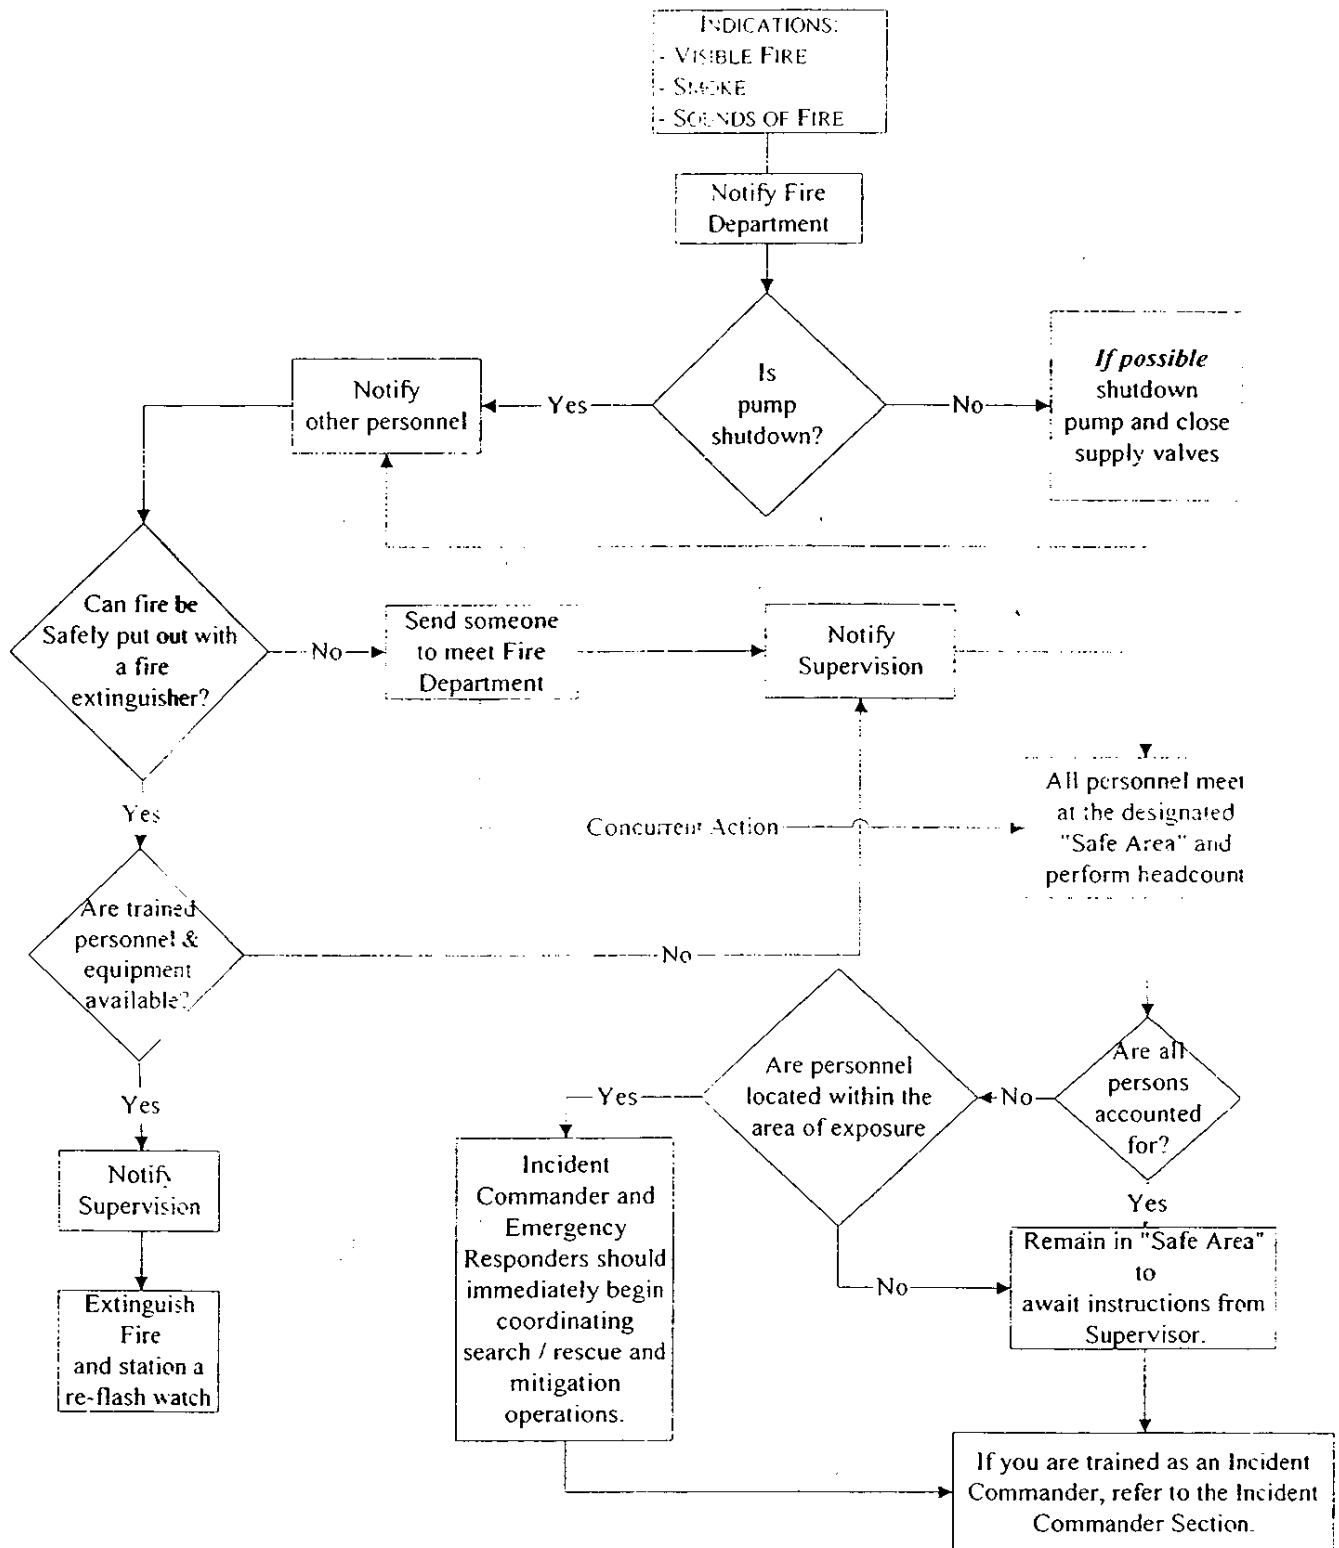 INDICATIONS:
- VISIBLE FIRE
- SMOKE
- SOUNDS OF FIRE
Notify Fire
Department
Is
pump
shutdown?
Yes
No
Notify
other personnel
If possible
shutdown
pump and close
supply valves
Can fire be
Safely put out with
a fire
extinguisher?
No
Send someone
to meet Fire
Department
Notify
Supervision
Yes
Concurrent Action
All personnel meet
at the designated
"Safe Area" and
perform headcount
Are trained
personnel &
equipment
available?
No
Yes
Notify
Supervision
Extinguish
Fire
and station a
re-flash watch
Are all
persons
accounted
for?
No
Are personnel
located within the
area of exposure
Yes
Incident
Commander and
Emergency
Responders should
immediately begin
coordinating
search / rescue and
mitigation
operations.
No
Yes
Remain in "Safe Area"
to
await instructions from
Supervisor.
If you are trained as an Incident
Commander, refer to the Incident
Commander Section.